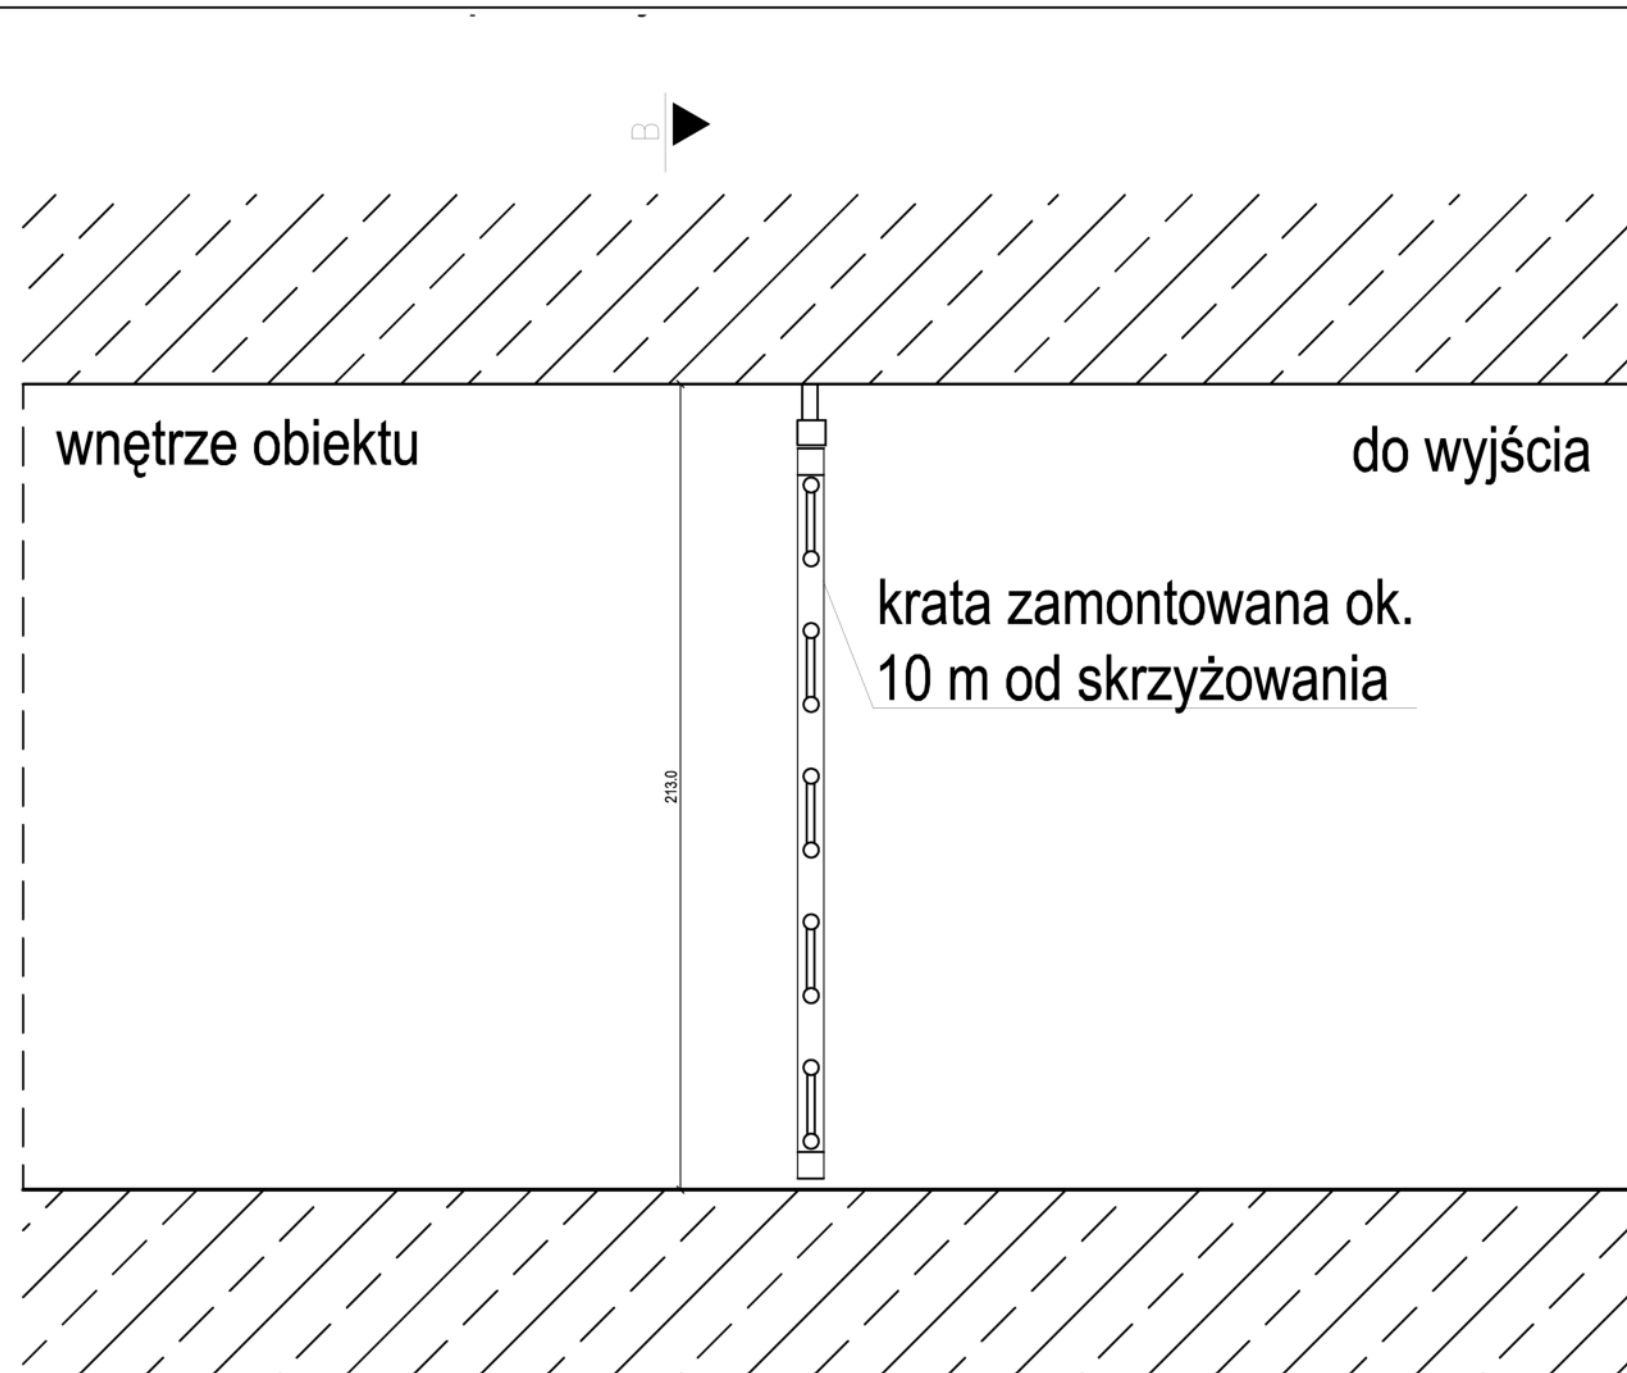 B
wnętrze obiektu
do wyjścia
krata zamontowana ok.
10 m od skrzyżowania
213.0